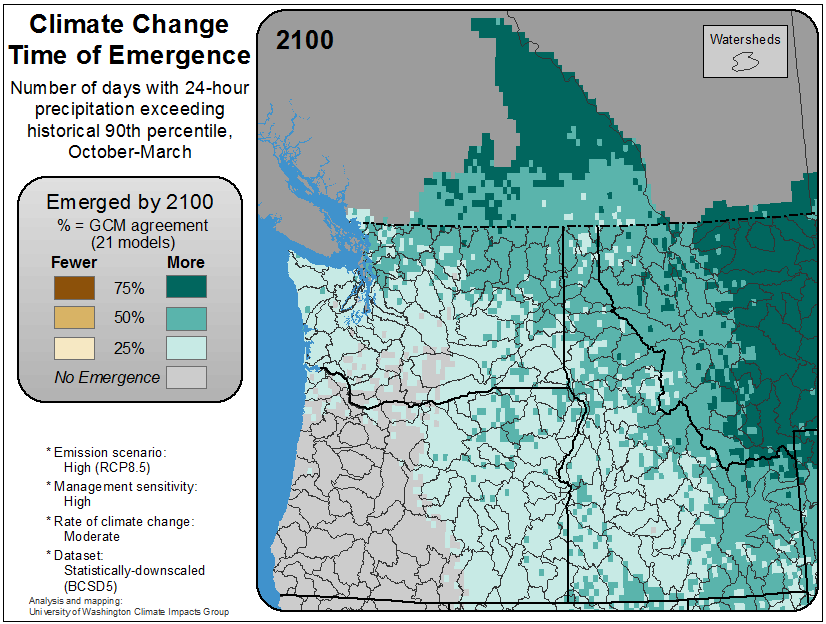 Climate Change
Time of Emergence
Number of days with 24-hour
precipitation exceeding
historical 90th percentile,
October-March
Emerged by 2100
% = GCM agreement
(21 models)
Fewer More
75%
50%
25%
No Emergence
* Emission scenario:
High (RCP8.5)
* Management sensitivity:
High
* Rate of climate change:
Moderate
* Dataset:
Statistically-downscaled
(BCSD5)
Analysis and mapping:
University of Washington Climate Impacts Group
2100
Watersheds